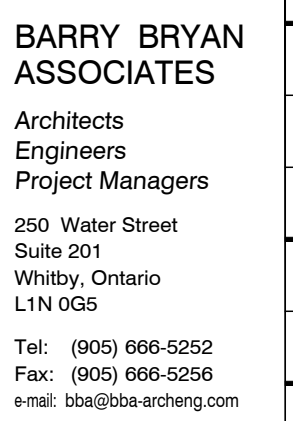 BARRY BRYAN
ASSOCIATES
Architects
Engineers
Project Managers
250 Water Street
Suite 201
Whitby, Ontario
L1N 0G5
Tel: (905) 666-5252
Fax: (905) 666-5256
e-mail: bba@bba-archeng.com